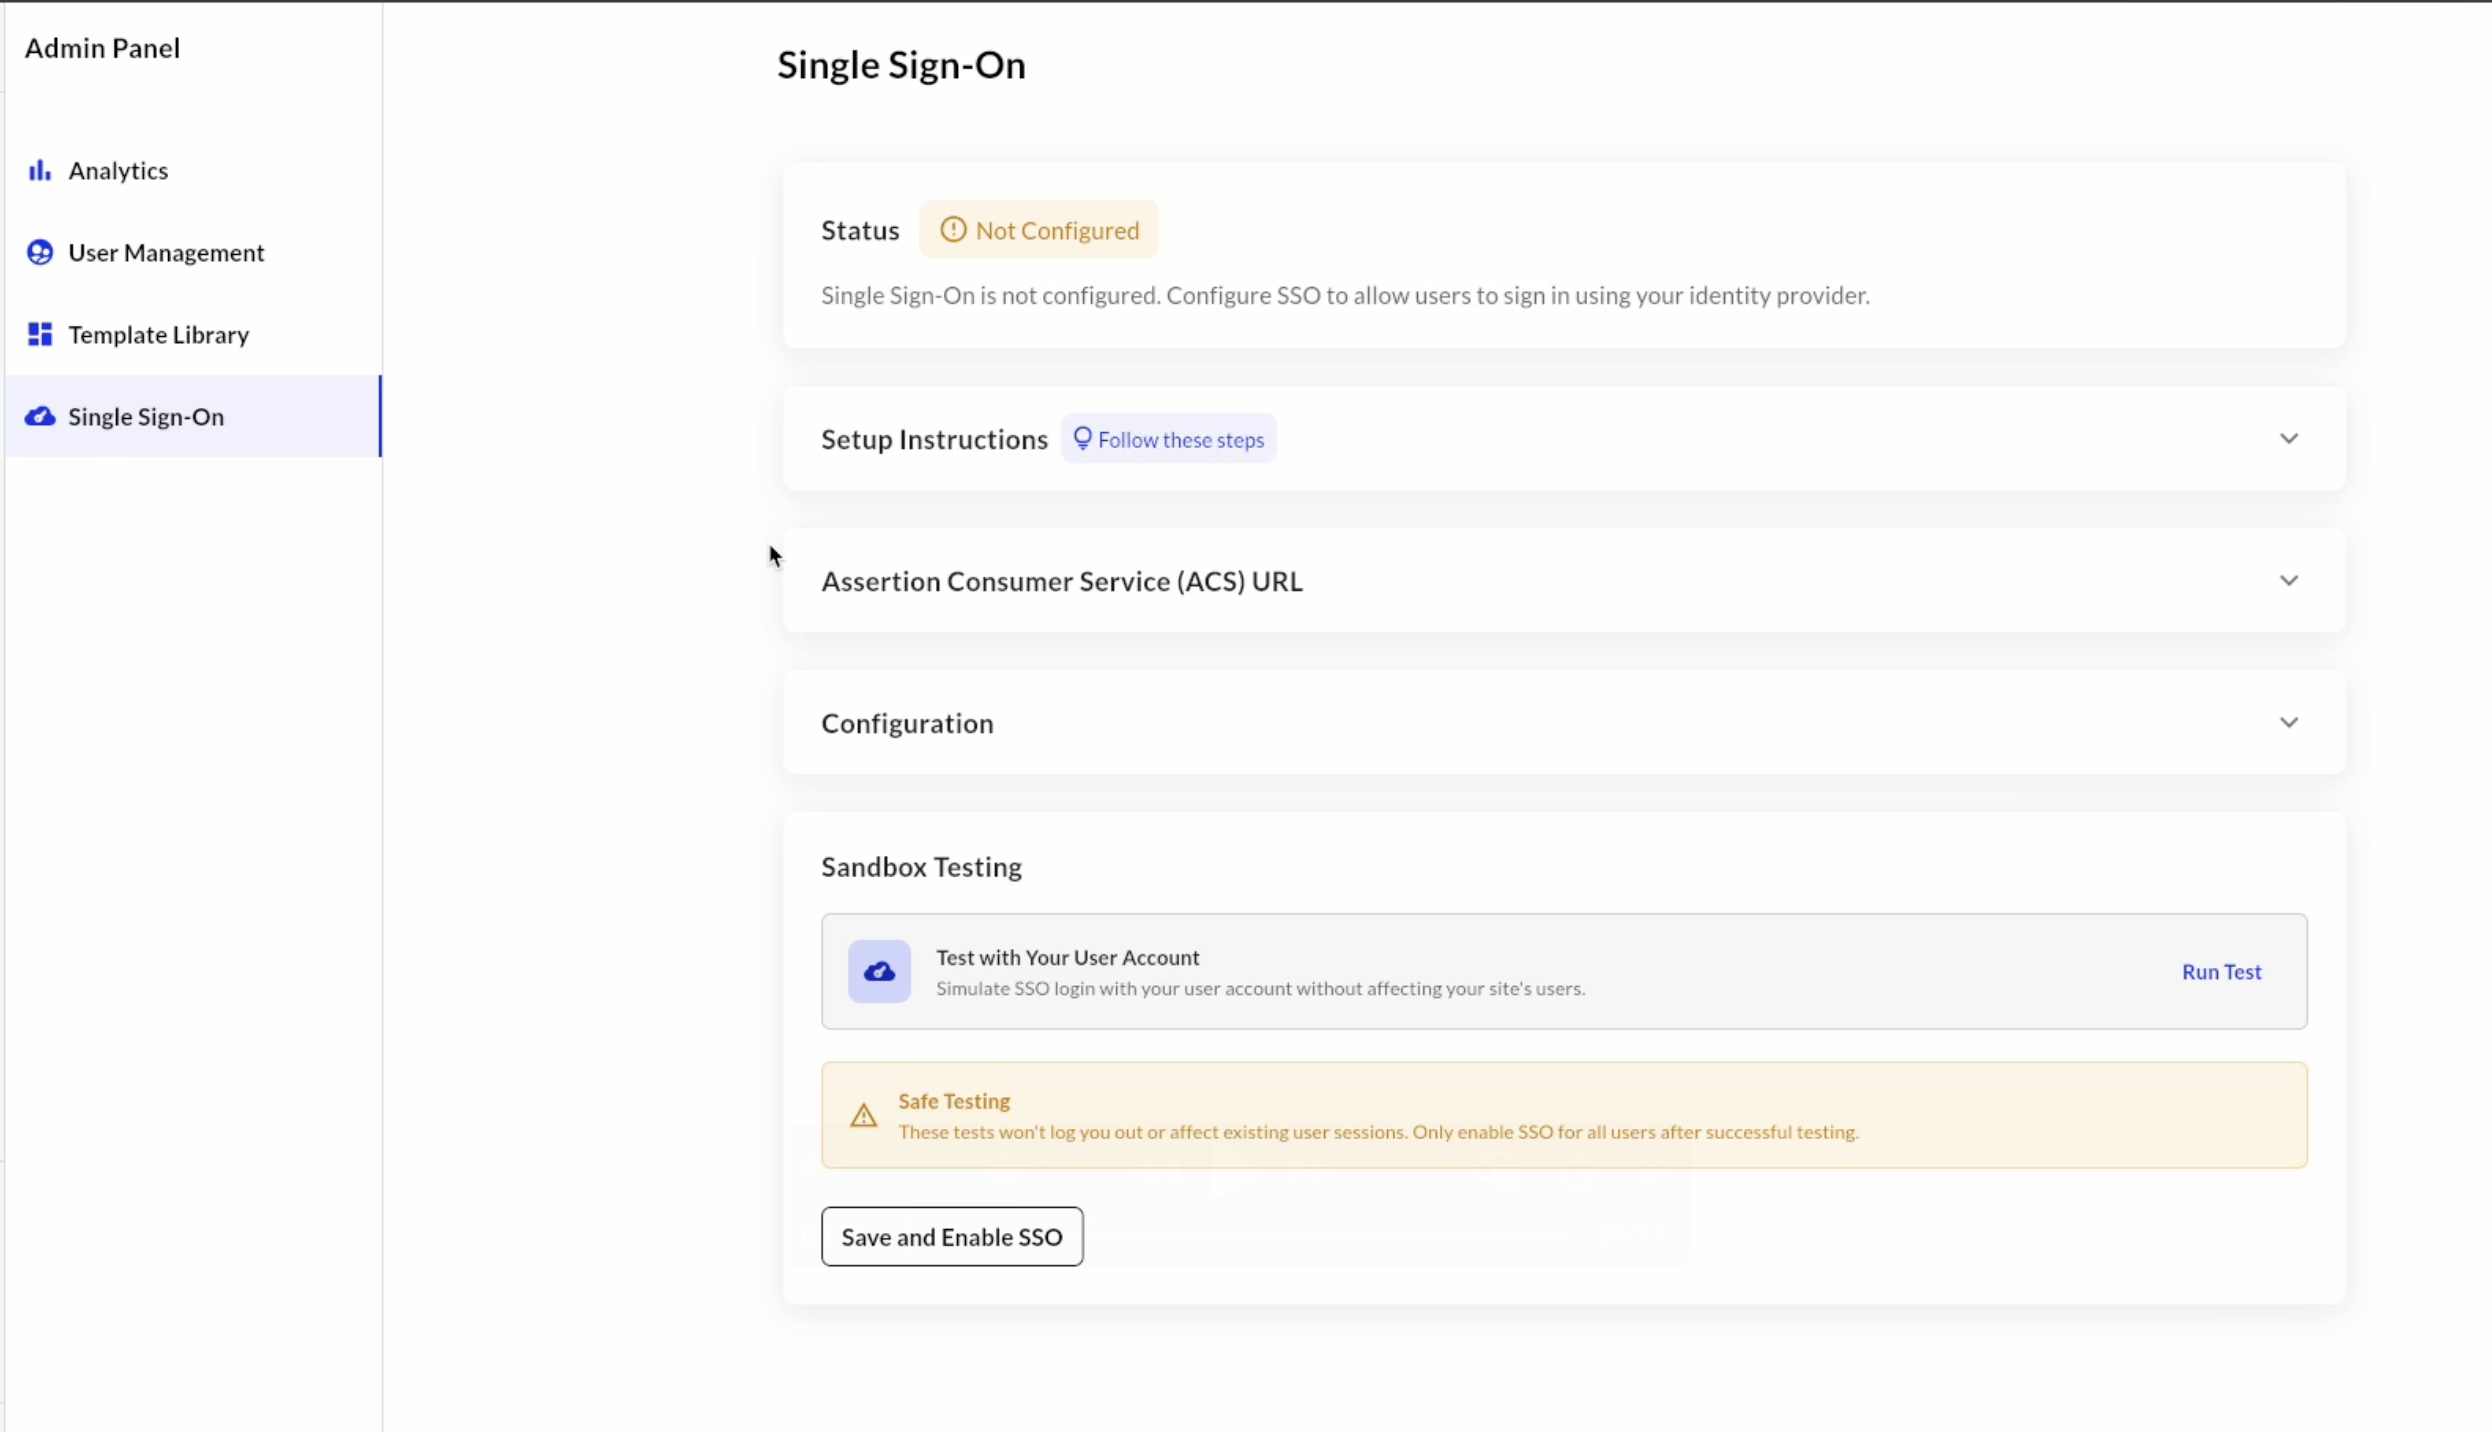 Admin Panel
Analytics
User Management
Template Library
Single Sign-On
Single Sign-On
Status
Not Configured
Single Sign-On is not configured. Configure SSO to allow users to sign in using your identity provider.
Setup Instructions
Follow these steps
Assertion Consumer Service (ACS) URL
Configuration
Sandbox Testing
Test with Your User Account
Simulate SSO login with your user account without affecting your site's users.
Run Test
Safe Testing
These tests won't log you out or affect existing user sessions. Only enable SSO for all users after successful testing.
Save and Enable SSO